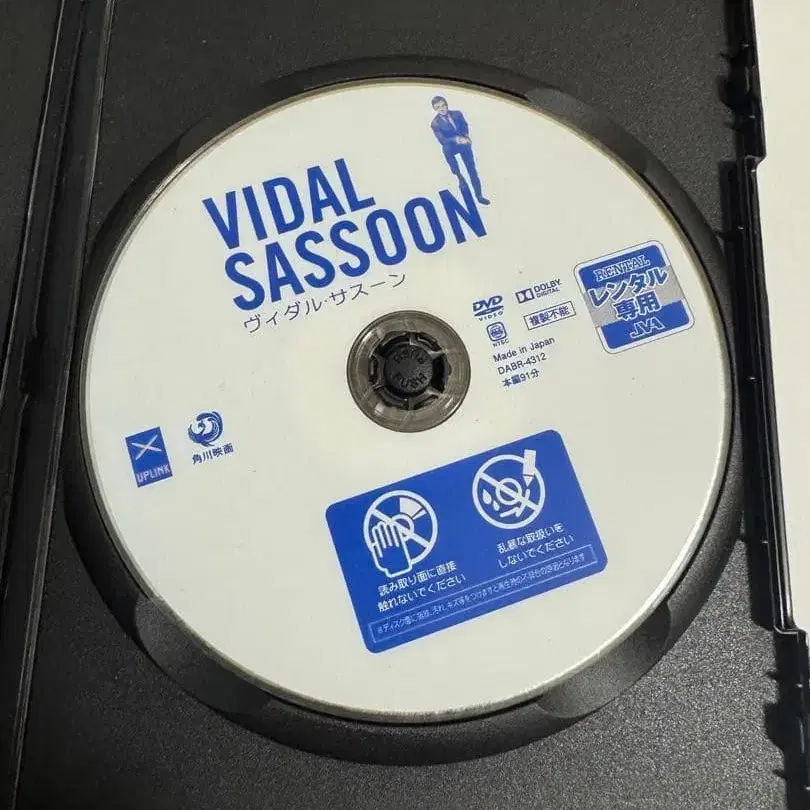 VIDAL
SASSOON
ヴィダル・サスーン
DVD
VIDEO
DOLBY
DIGITAL
NTSC
複製不能
Made in Japan
DABR-4312
本編91分
RENTAL
レンタル
専用
JVA
UPLINK
角川映画
読み取り面に直接
触れないでください
乱暴な取扱いを
しないでください
PUSH